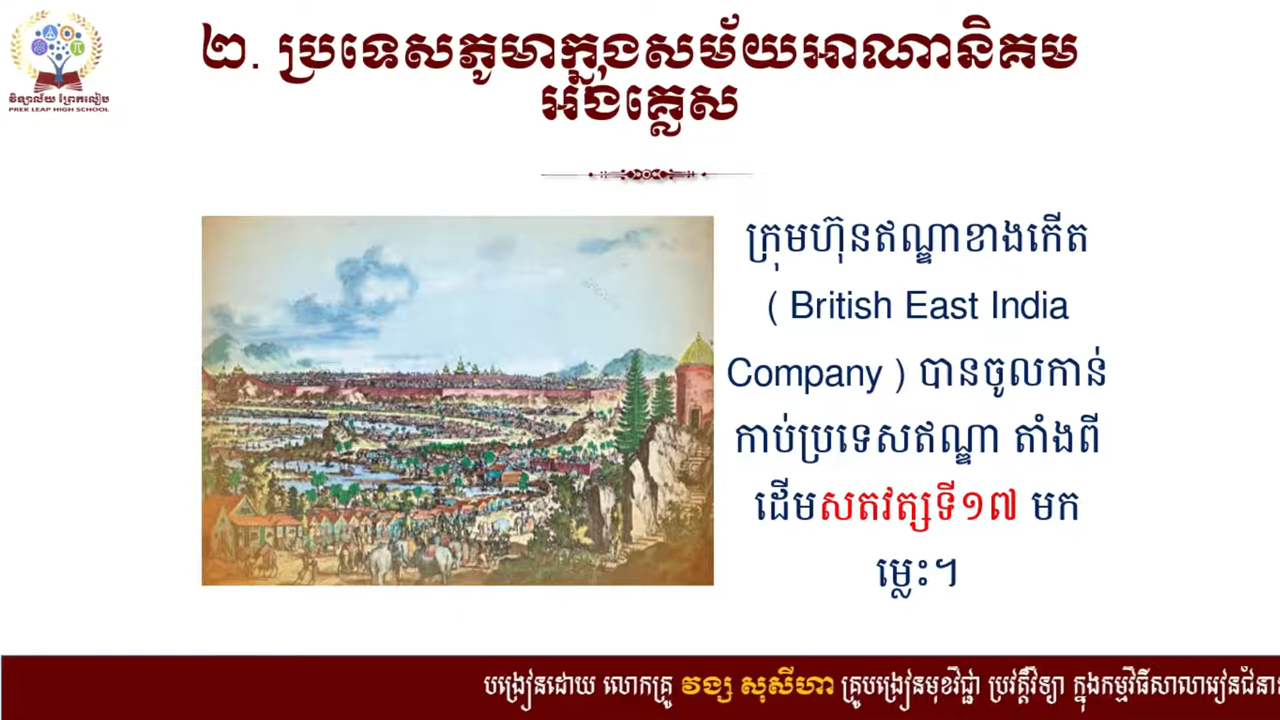 វិទ្យាល័យ ព្រែកលៀប
PREK LEAP HIGH SCHOOL
២. ប្រទេសភូមាក្នុងសម័យអាណានិគម
អង់គ្លេស
ក្រុមហ៊ុនឥណ្ឌាខាងកើត
( British East India
Company ) បានចូលកាន់
កាប់ប្រទេសឥណ្ឌា តាំងពី
ដើមសតវត្សទី១៧ មក
ម្លេះ។
បង្រៀនដោយ លោកគ្រូ វង្ស សុសីហា គ្រូបង្រៀនមុខវិជ្ជា ប្រវត្តិវិទ្យា ក្នុងកម្មវិធីសាលារៀនជំនាន់